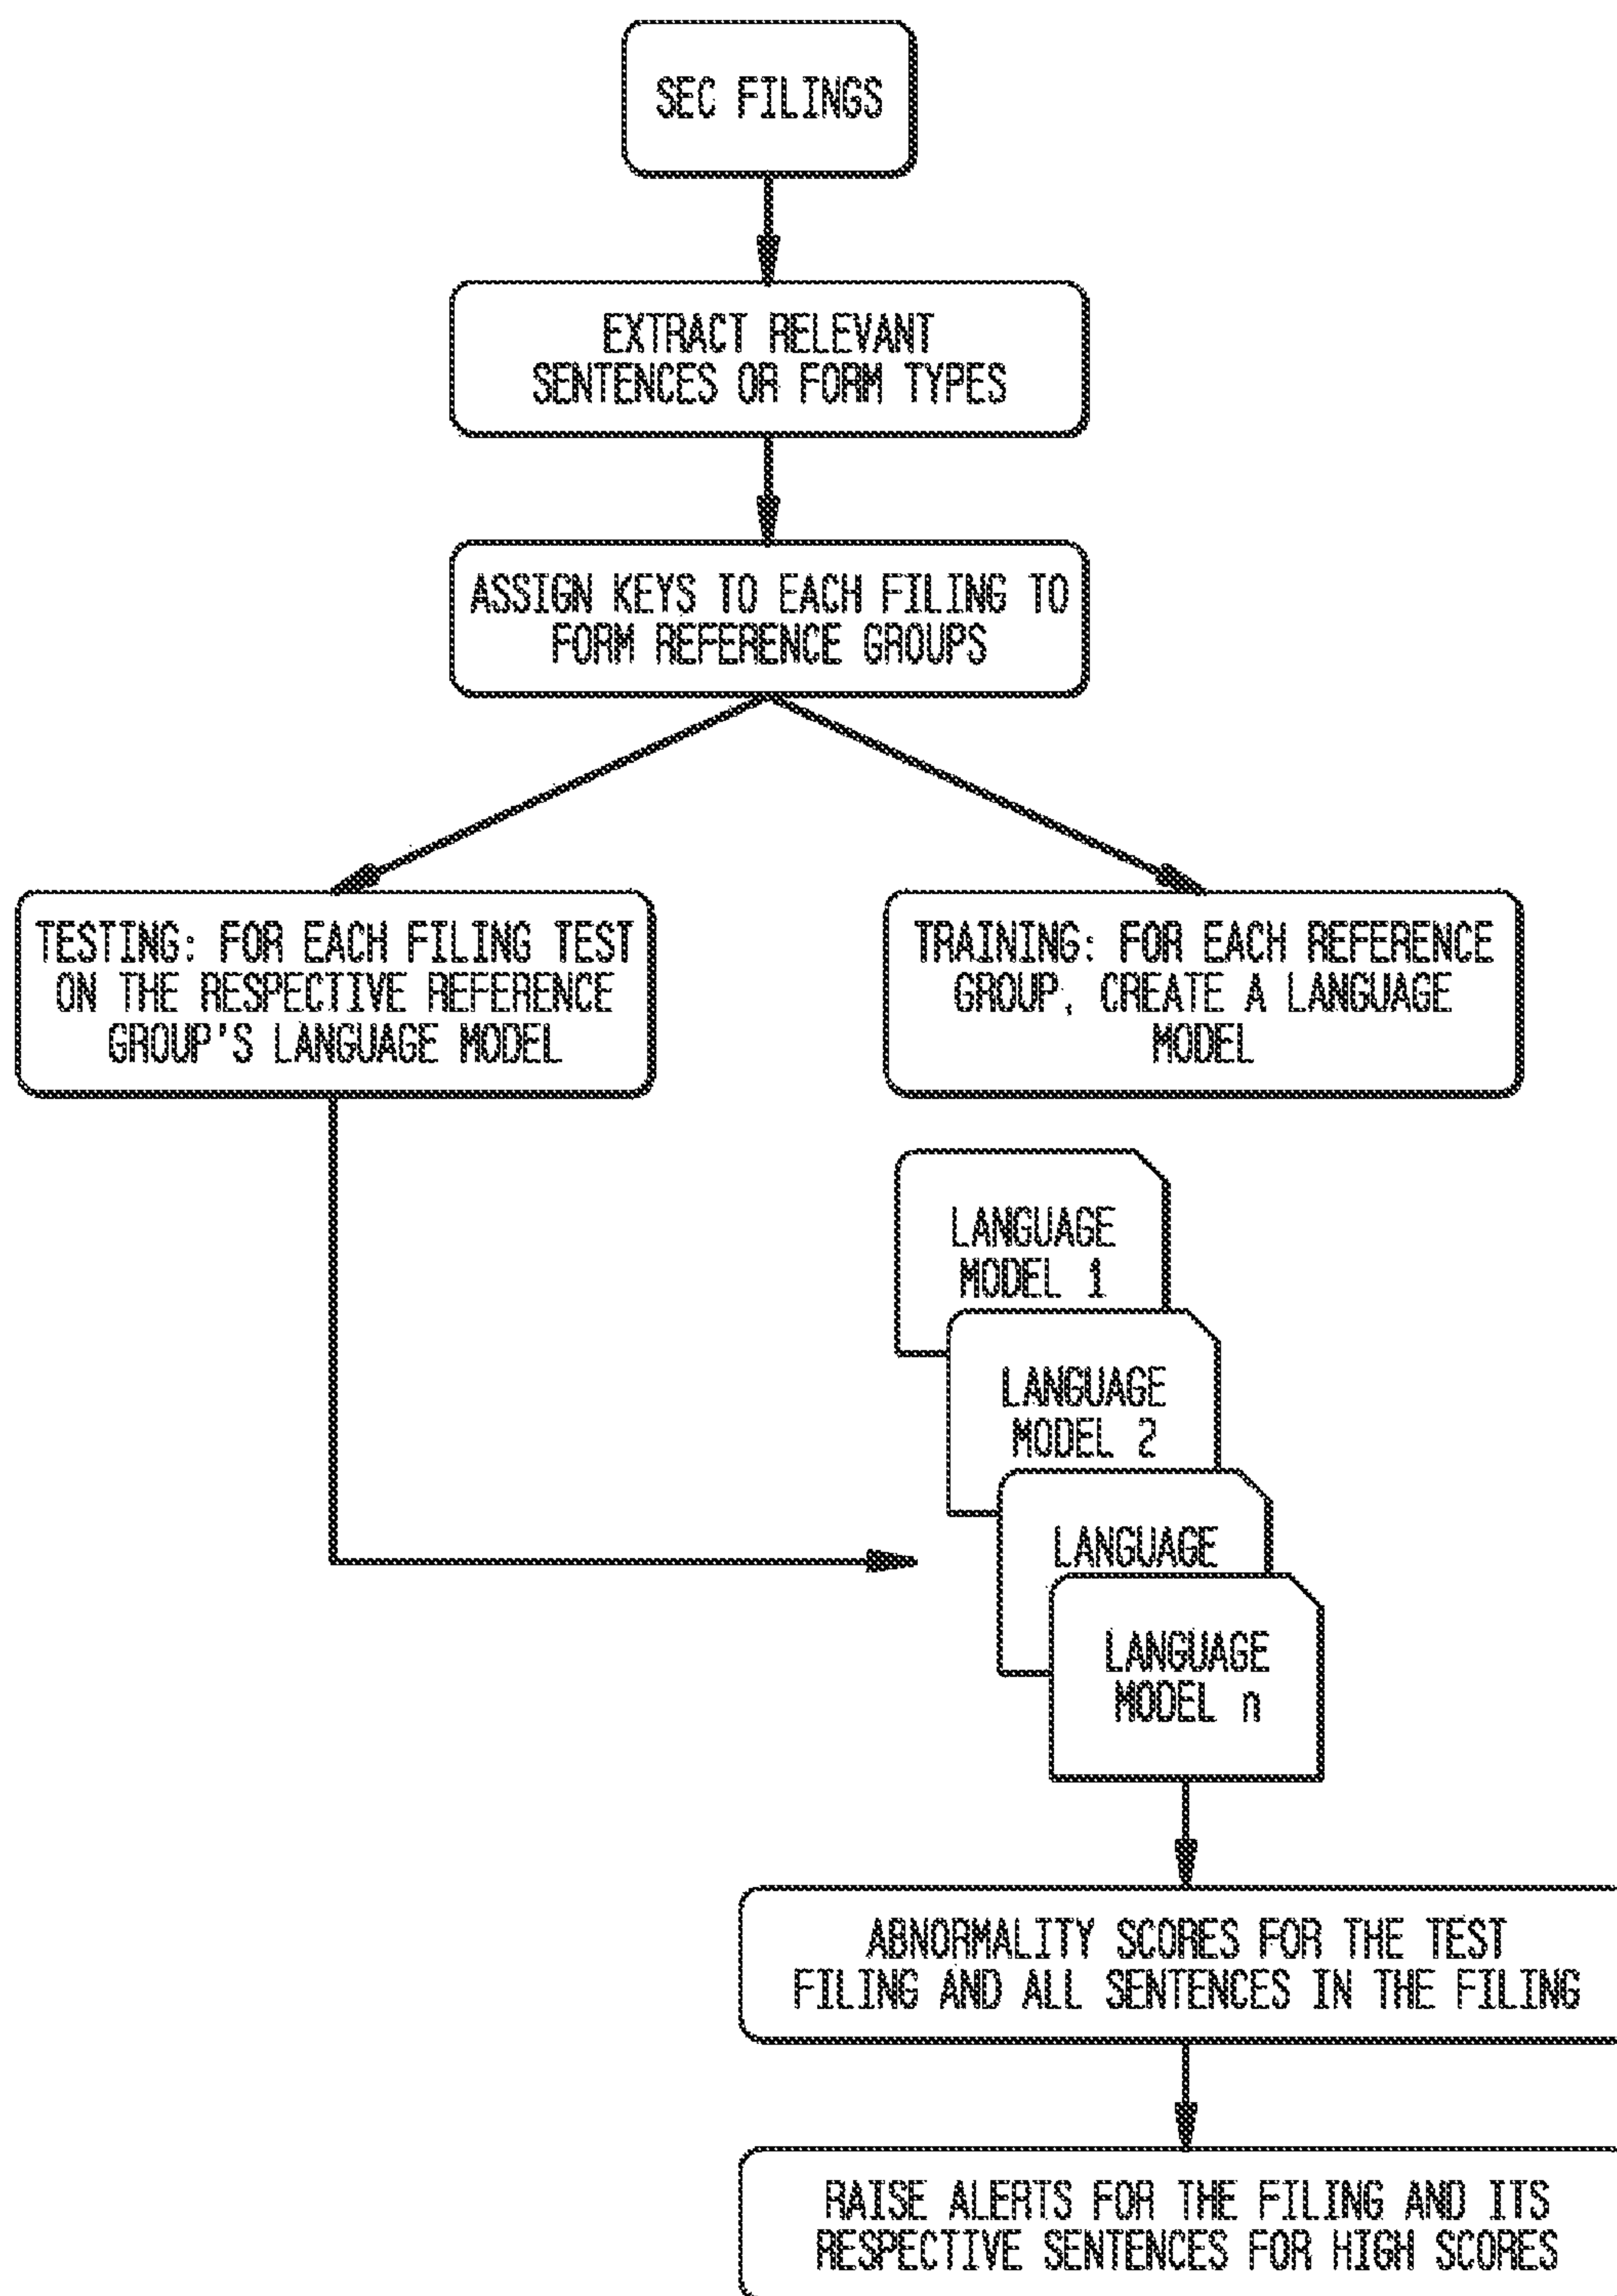 SEC FILINGS
EXTRACT RELEVANT
SENTENCES OR FORM TYPES
ASSIGN KEYS TO EACH FILING TO
FORM REFERENCE GROUPS
TESTING: FOR EACH FILING TEST
ON THE RESPECTIVE REFERENCE
GROUP'S LANGUAGE MODEL
TRAINING: FOR EACH REFERENCE
GROUP, CREATE A LANGUAGE
MODEL
LANGUAGE
MODEL 1
LANGUAGE
MODEL 2
LANGUAGE
LANGUAGE
MODEL n
ABNORMALITY SCORES FOR THE TEST
FILING AND ALL SENTENCES IN THE FILING
RAISE ALERTS FOR THE FILING AND ITS
RESPECTIVE SENTENCES FOR HIGH SCORES